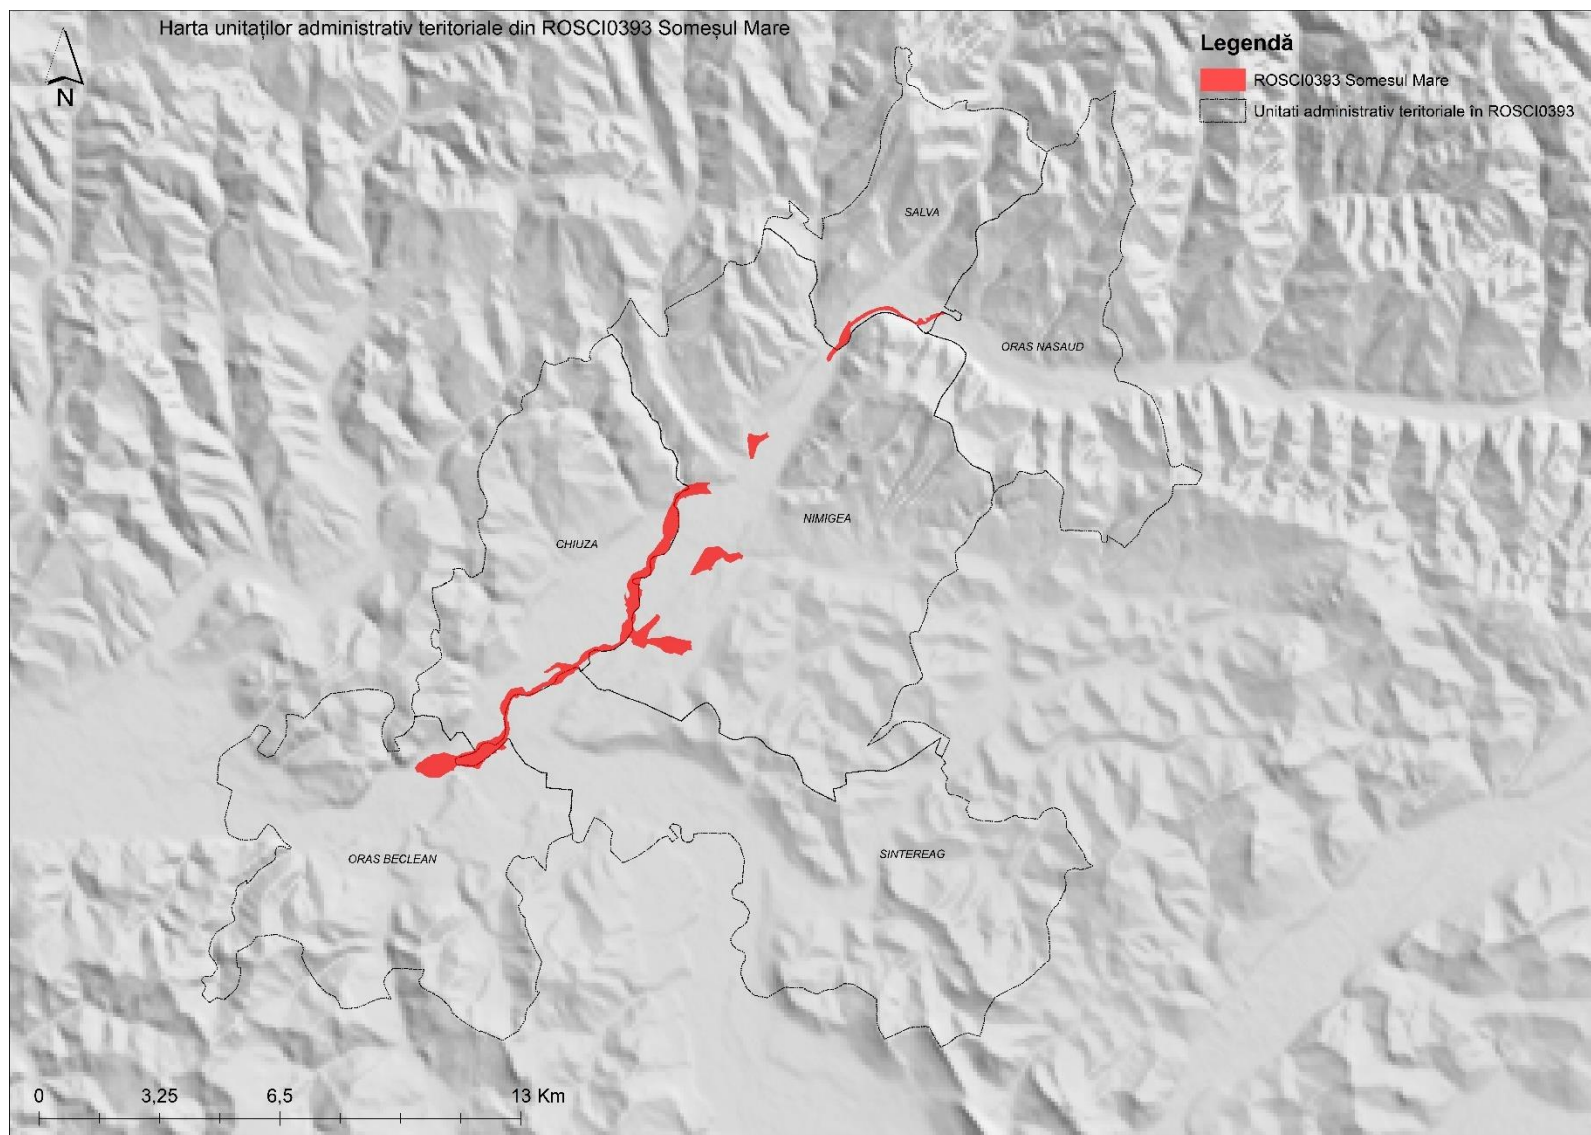 Harta unitaților administrativ teritoriale din ROSCI0393 Someșul Mare
Legendă
ROSCI0393 Somesul Mare
Unitati administrativ teritoriale în ROSCI0393
N
SALVA
ORAS NASAUD
NIMIGEA
CHIUZA
ORAS BECLEAN
SINTEREAG
0 3,25 6,5 13 Km